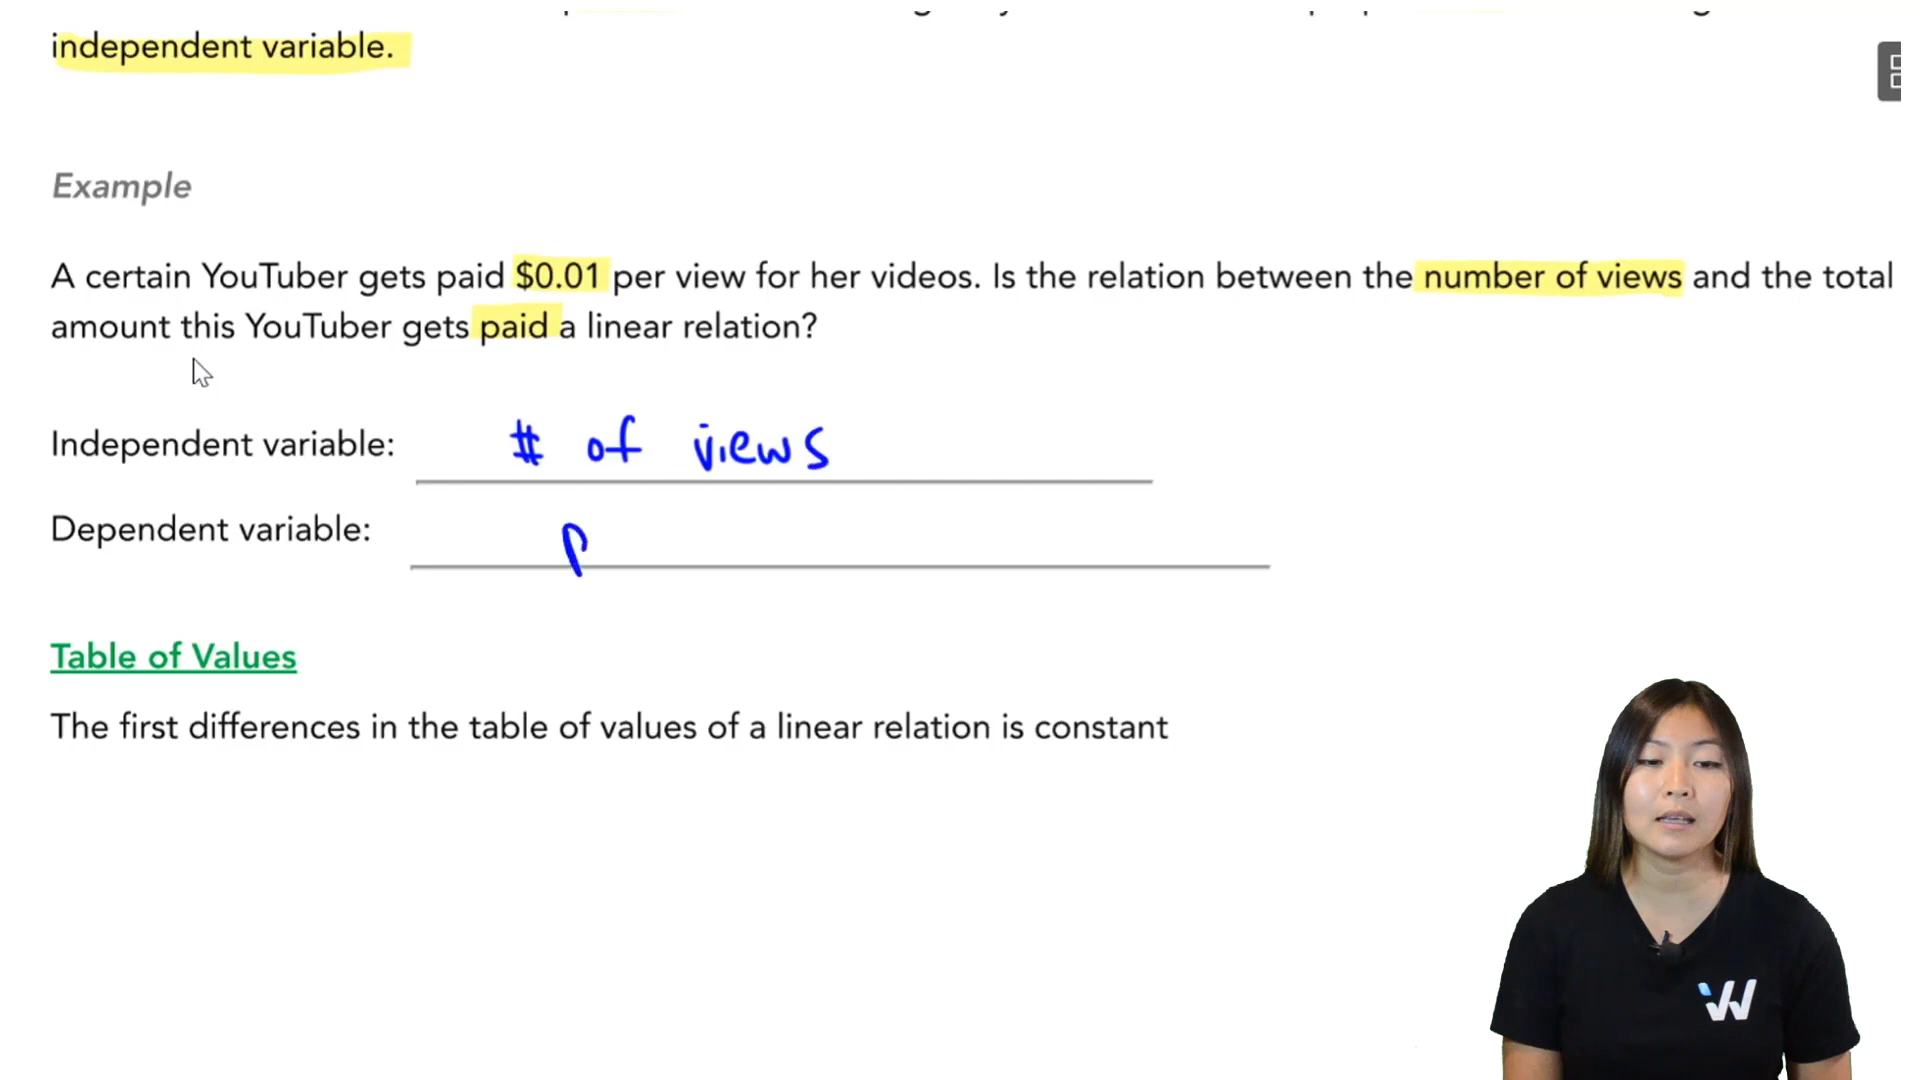 independent variable.
Example
A certain YouTuber gets paid $0.01 per view for her videos. Is the relation between the number of views and the total
amount this YouTuber gets paid a linear relation?
Independent variable: # of views
Dependent variable: p
Table of Values
The first differences in the table of values of a linear relation is constant
W